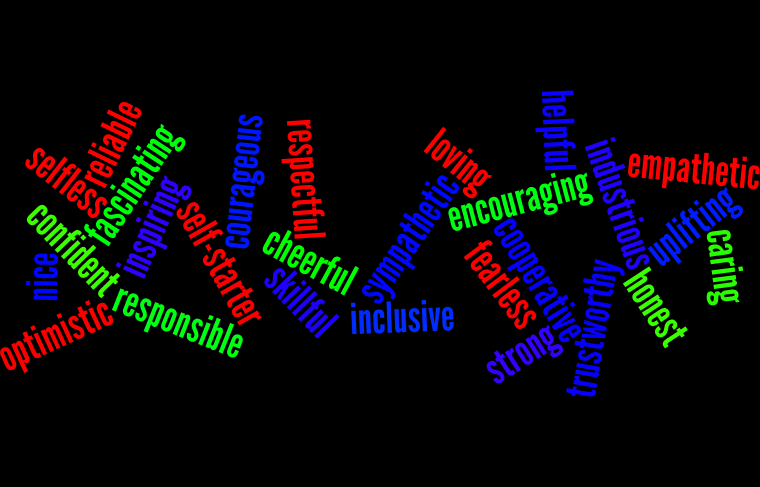 reliable
selfless
fascinating
confident
inspiring
nice
optimistic
responsible
self-starter
courageous
respectful
cheerful
skillful
inclusive
sympathetic
loving
encouraging
helpful
industrious
empathetic
uplifting
caring
cooperative
fearless
strong
trustworthy
honest